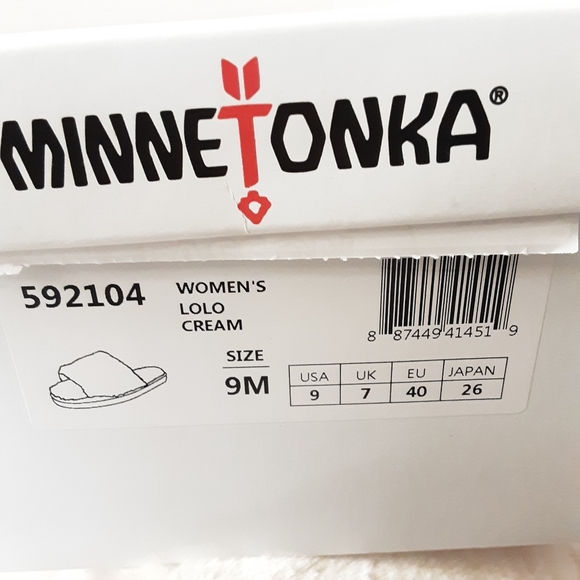 MINNETONKA®
592104
WOMEN'S
LOLO
CREAM
8 87449 41451 9
SIZE
9M
USA UK EU JAPAN
9 7 40 26